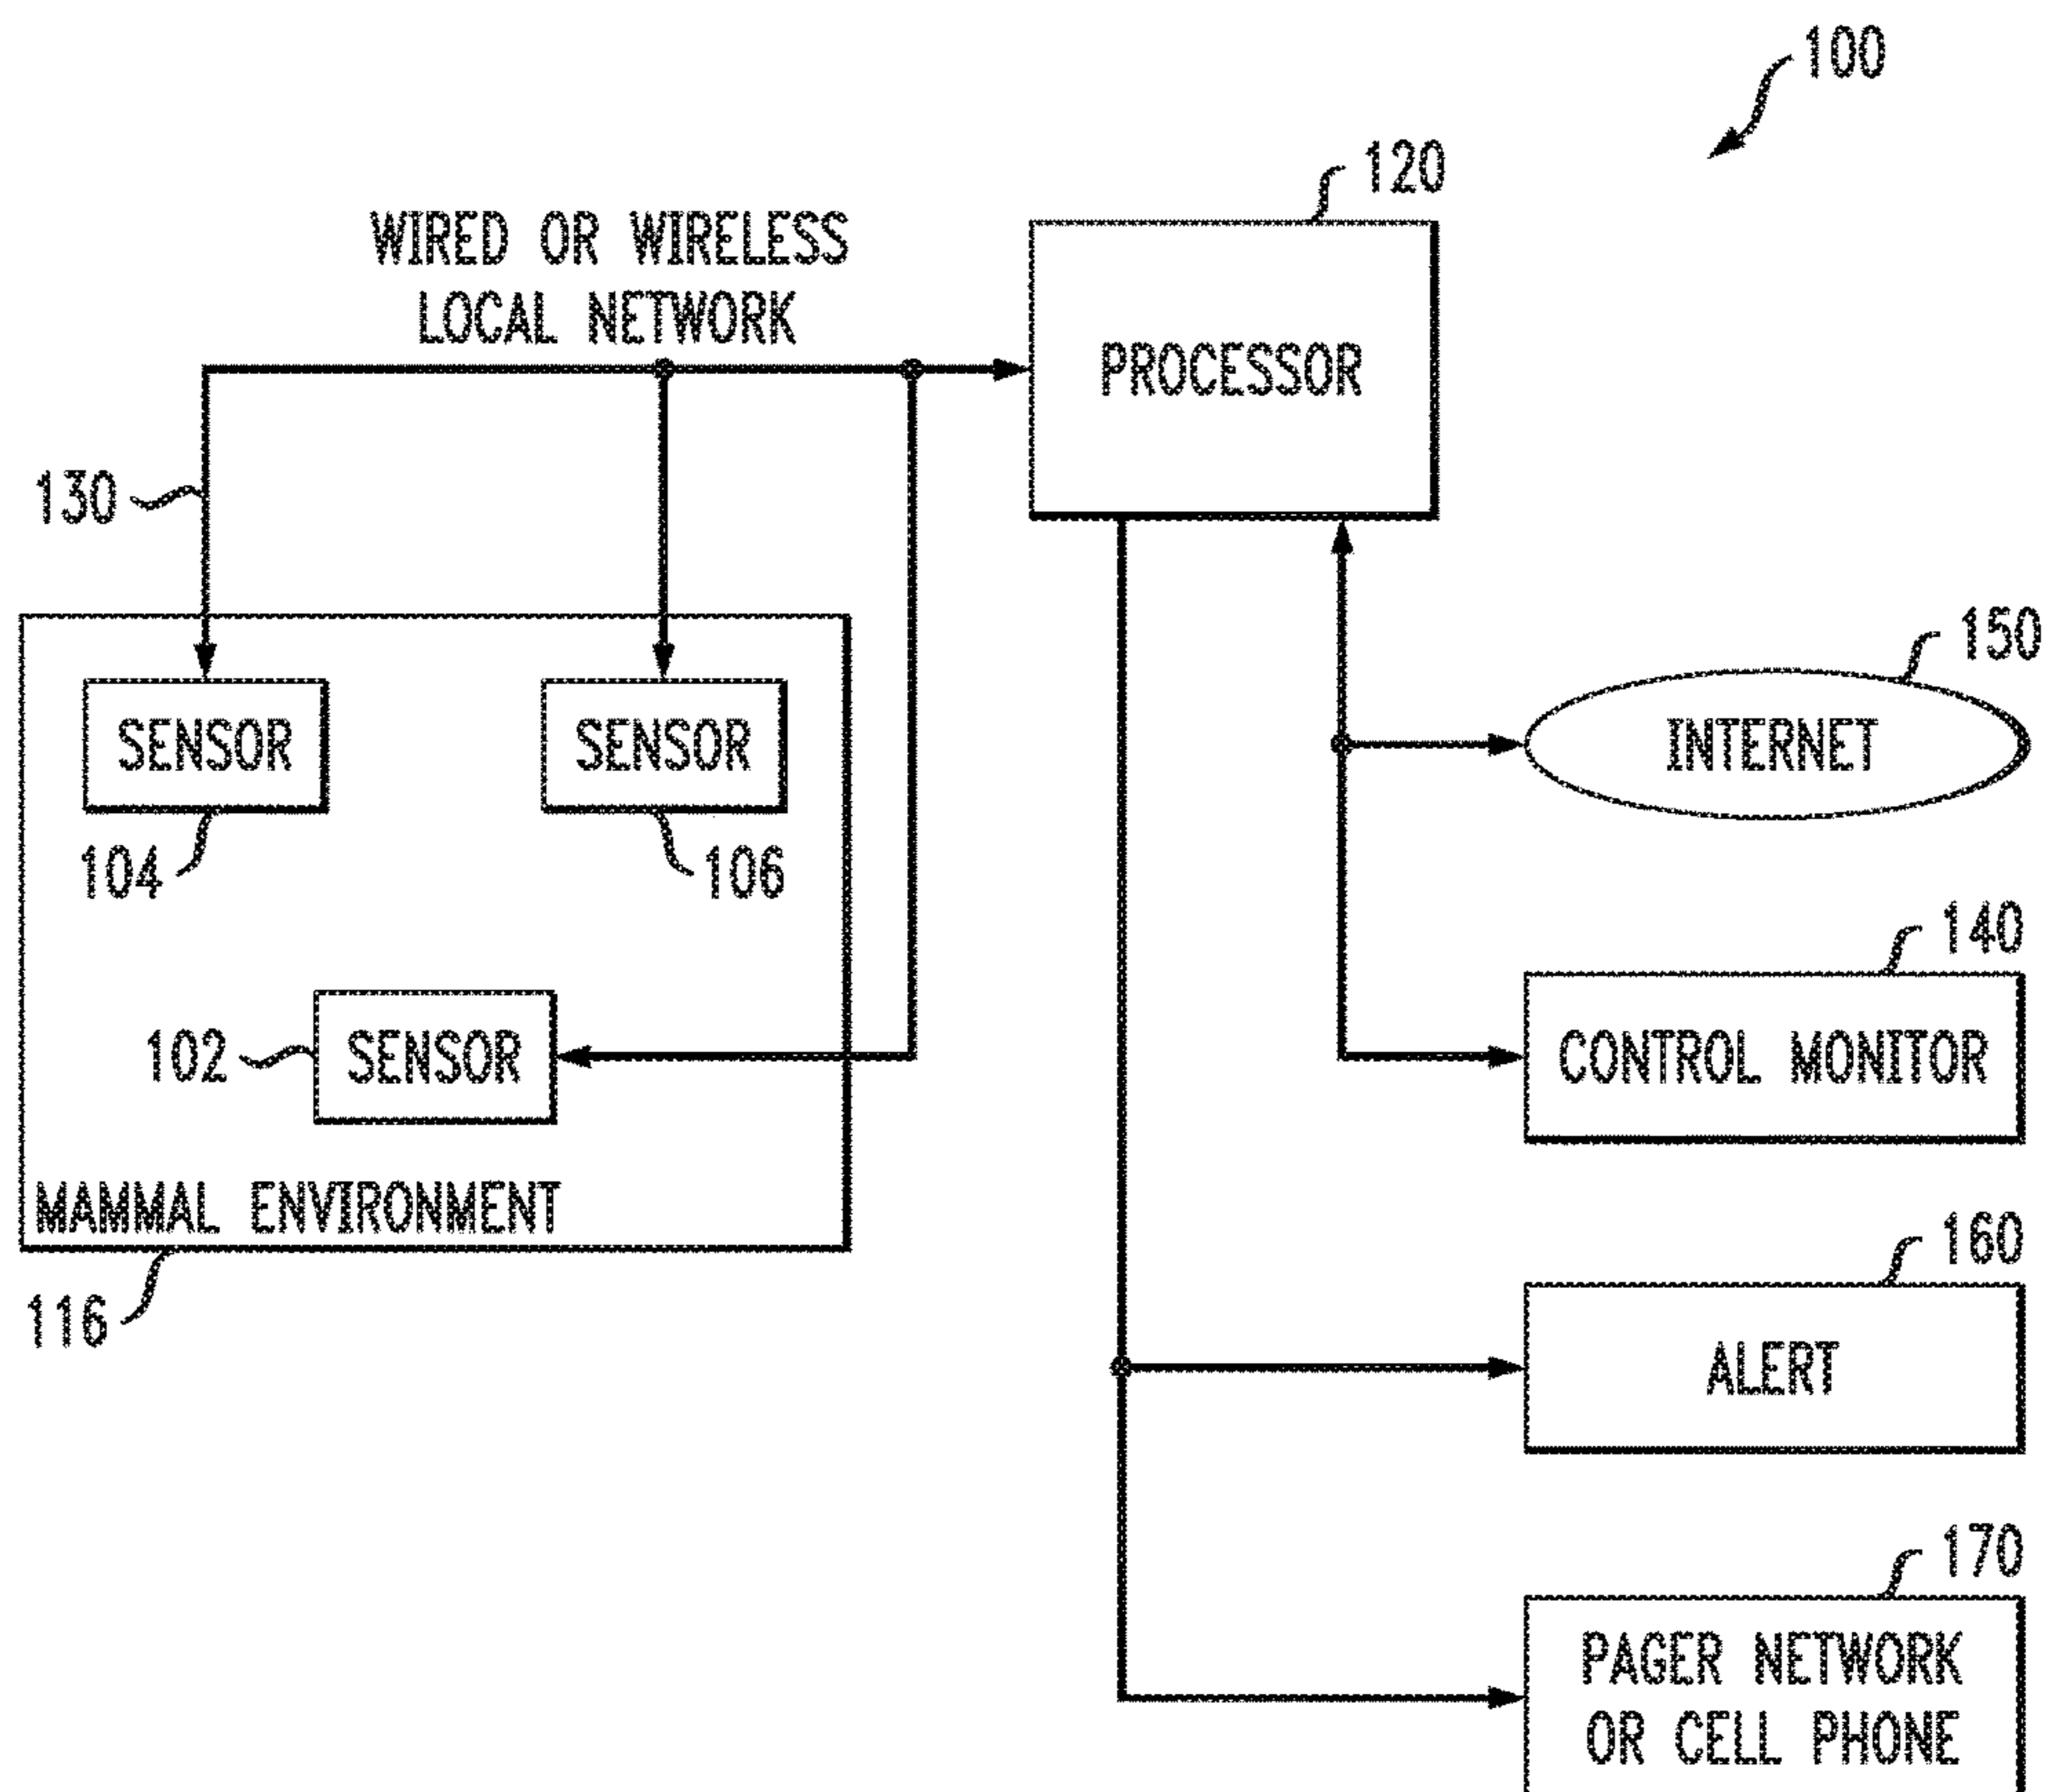 100
120
WIRED OR WIRELESS
LOCAL NETWORK
PROCESSOR
130
150
SENSOR
SENSOR
INTERNET
104
106
140
102
SENSOR
CONTROL MONITOR
MAMMAL ENVIRONMENT
116
160
ALERT
170
PAGER NETWORK
OR CELL PHONE